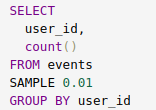 SELECT
user_id,
count()
FROM events
SAMPLE 0.01
GROUP BY user_id